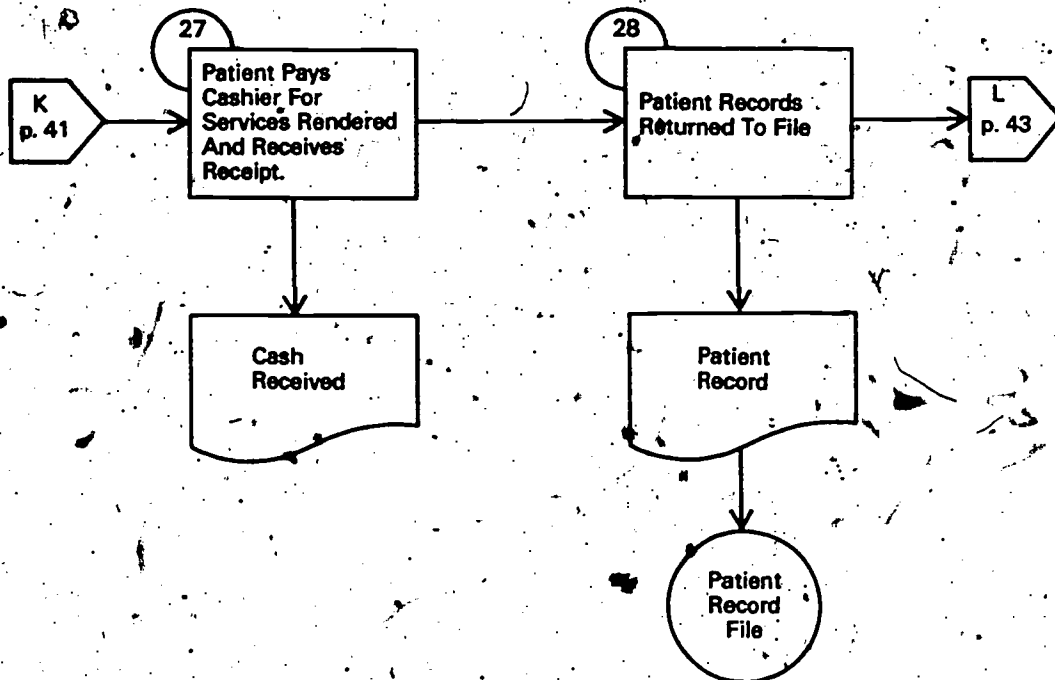 27
28
K
p. 41
Patient Pays
Cashier For
Services Rendered
And Receives
Receipt.
Patient Records
Returned To File
L
p. 43
Cash
Received
Patient
Record
Patient
Record
File